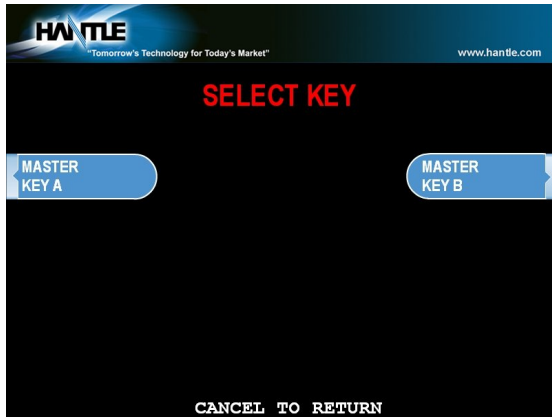 HANTLE
"Tomorrow's Technology for Today's Market"
www.hantle.com
SELECT KEY
MASTER
KEY A
MASTER
KEY B
CANCEL TO RETURN